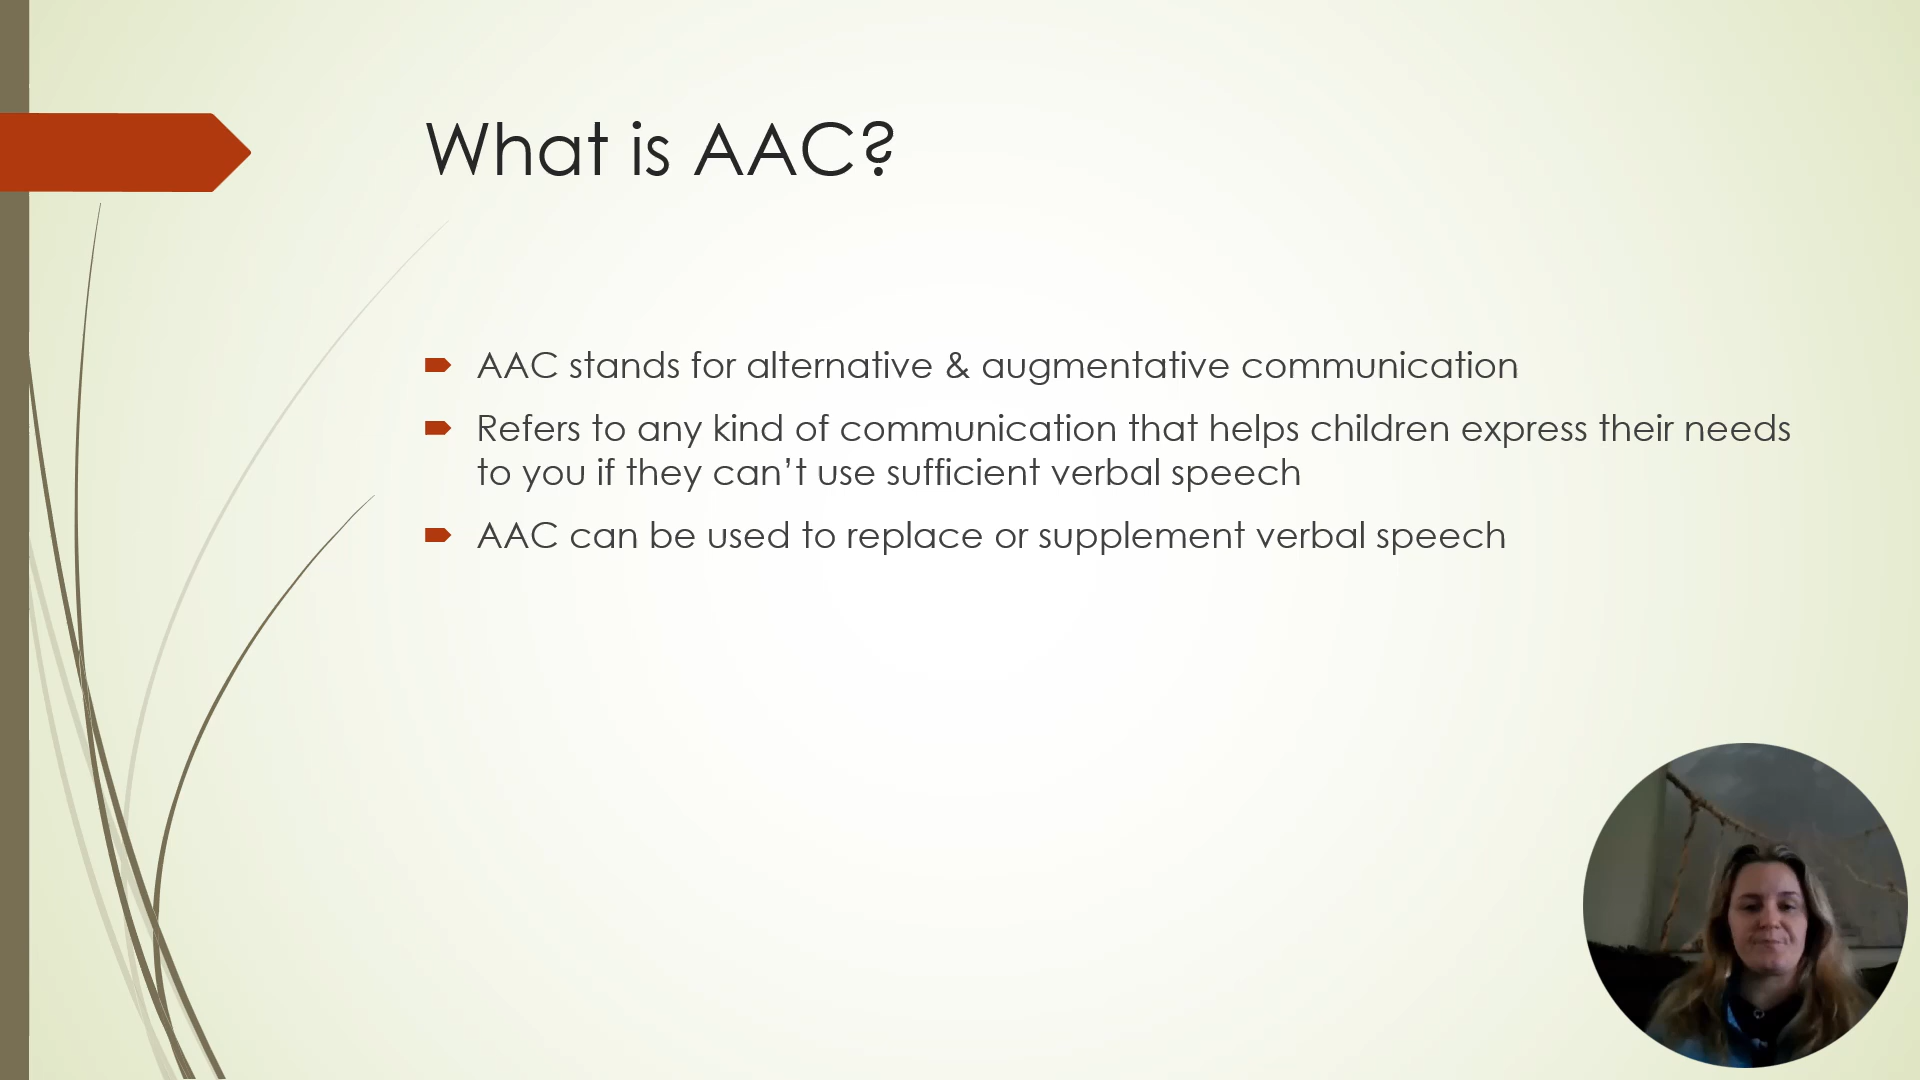 What is AAC?
AAC stands for alternative & augmentative communication
Refers to any kind of communication that helps children express their needs
to you if they can’t use sufficient verbal speech
AAC can be used to replace or supplement verbal speech